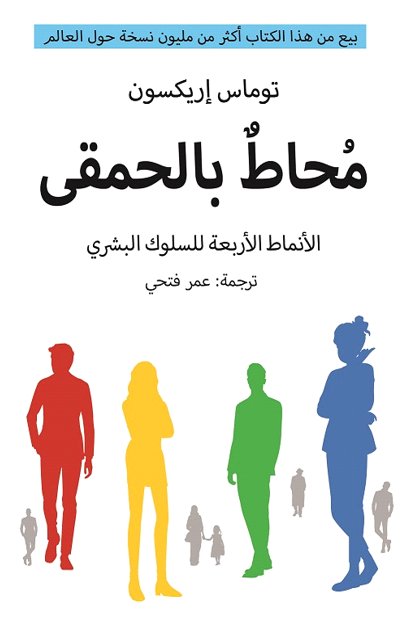 بيع من هذا الكتاب أكثر من مليون نسخة حول العالم
توماس إريكسون
مُحاطٌ بالحمقى
الأنماط الأربعة للسلوك البشري
ترجمة: عمر فتحي